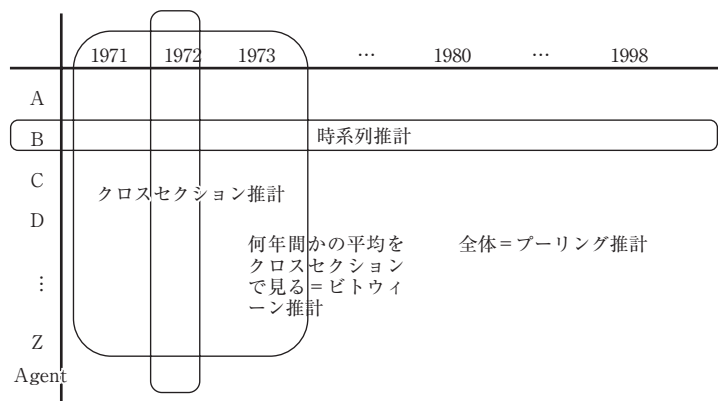 1971 1972 1973 … 1980 … 1998
A
B 時系列推計
C
クロスセクション推計
D
何年間かの平均を 全体=プーリング推計
クロスセクション
で見る=ビトウィ
ーン推計
⋮
Z
Agent